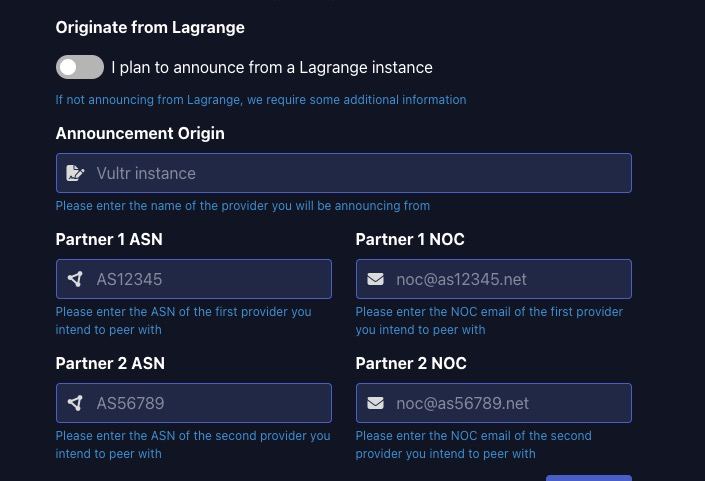 Originate from Lagrange
I plan to announce from a Lagrange instance
If not announcing from Lagrange, we require some additional information
Announcement Origin
Vultr instance
Please enter the name of the provider you will be announcing from
Partner 1 ASN
AS12345
Please enter the ASN of the first provider you
intend to peer with
Partner 1 NOC
noc@as12345.net
Please enter the NOC email of the first provider
you intend to peer with
Partner 2 ASN
AS56789
Please enter the ASN of the second provider you
intend to peer with
Partner 2 NOC
noc@as56789.net
Please enter the NOC email of the second
provider you intend to peer with